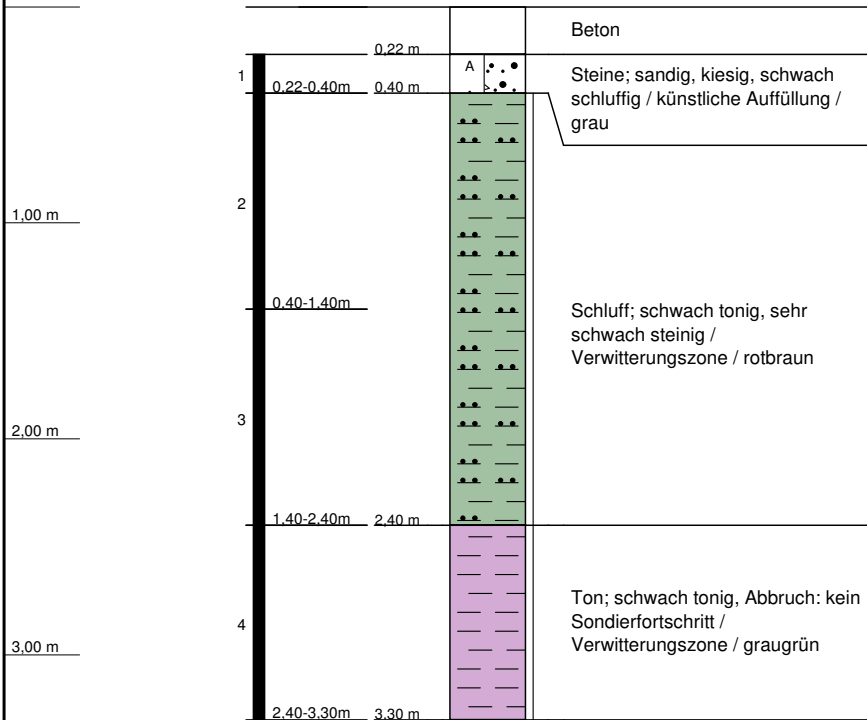 Beton
0,22 m
1
A
0,22-0,40m
0,40 m
Steine; sandig, kiesig, schwach
schluffig / künstliche Auffüllung /
grau
2
1,00 m
0,40-1,40m
Schluff; schwach tonig, sehr
schwach steinig /
Verwitterungszone / rotbraun
3
2,00 m
1,40-2,40m
2,40 m
Ton; schwach tonig, Abbruch: kein
Sondierfortschritt /
Verwitterungszone / graugrün
4
3,00 m
2,40-3,30m
3,30 m